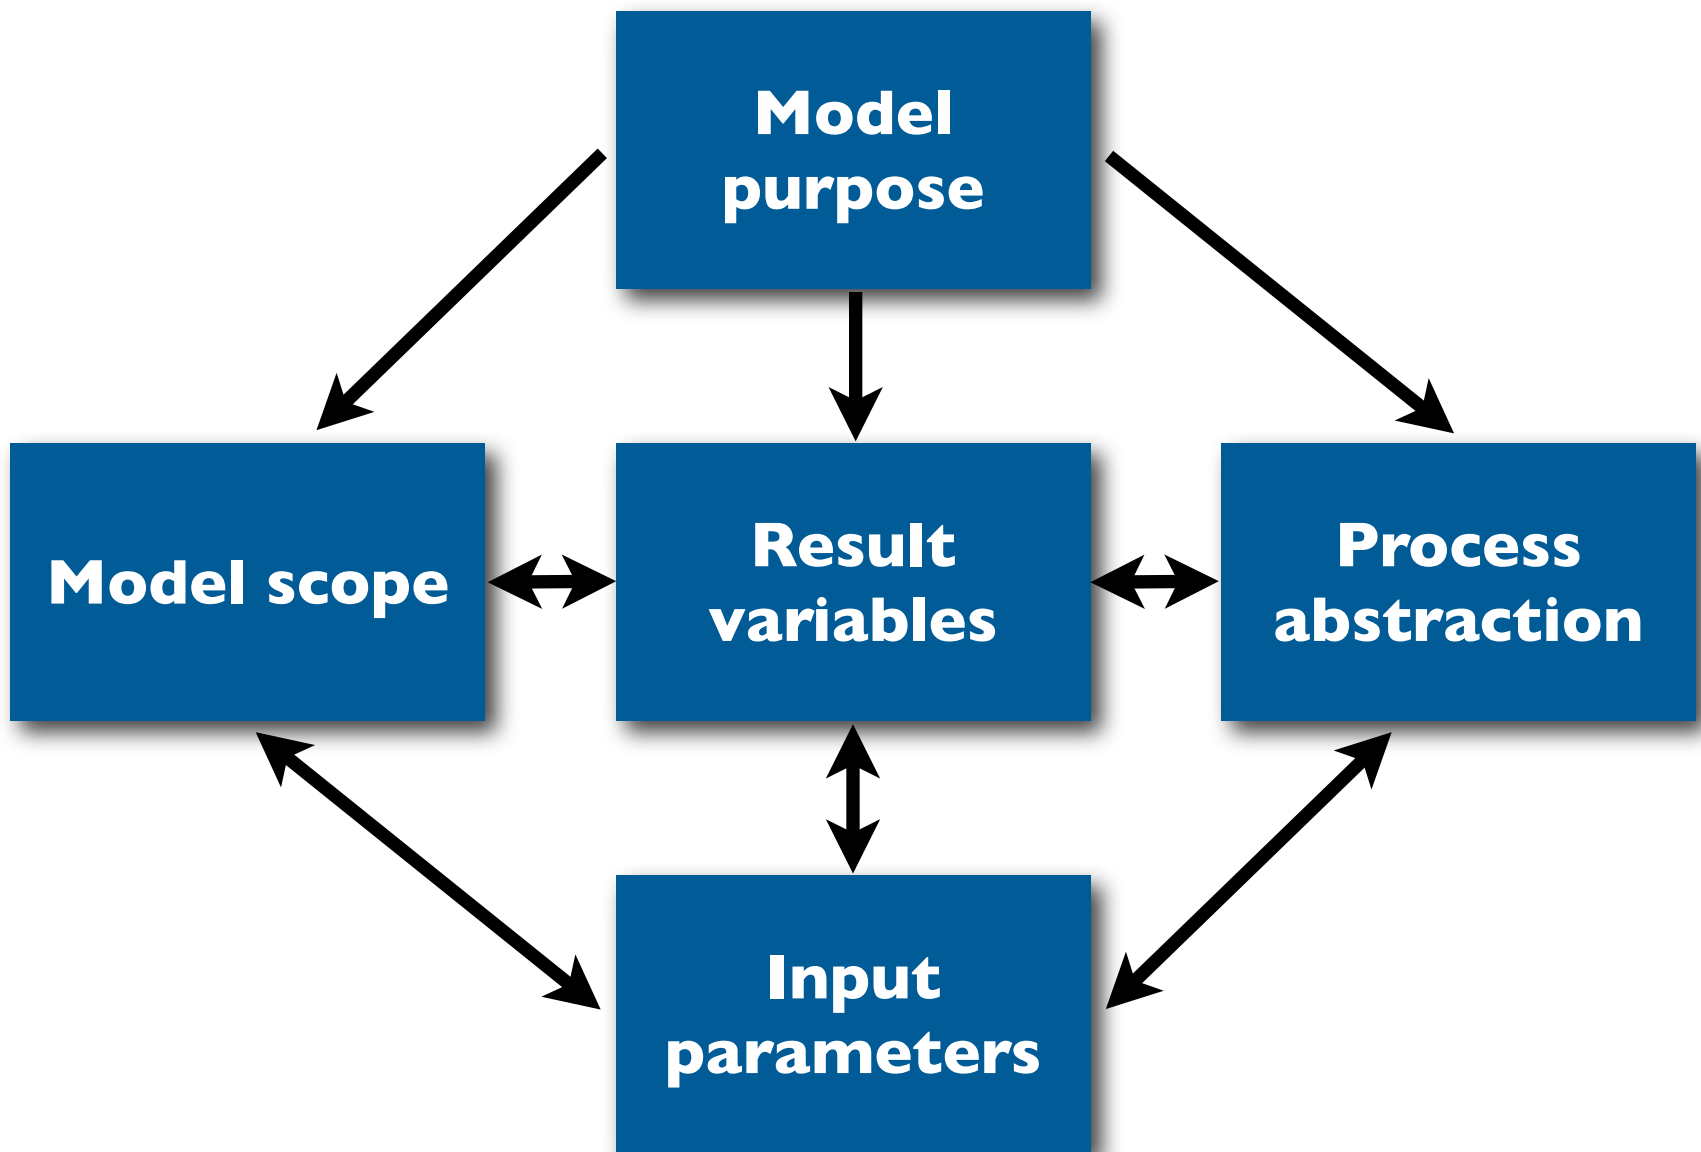 Model
purpose
Model scope
Result
variables
Process
abstraction
Input
parameters